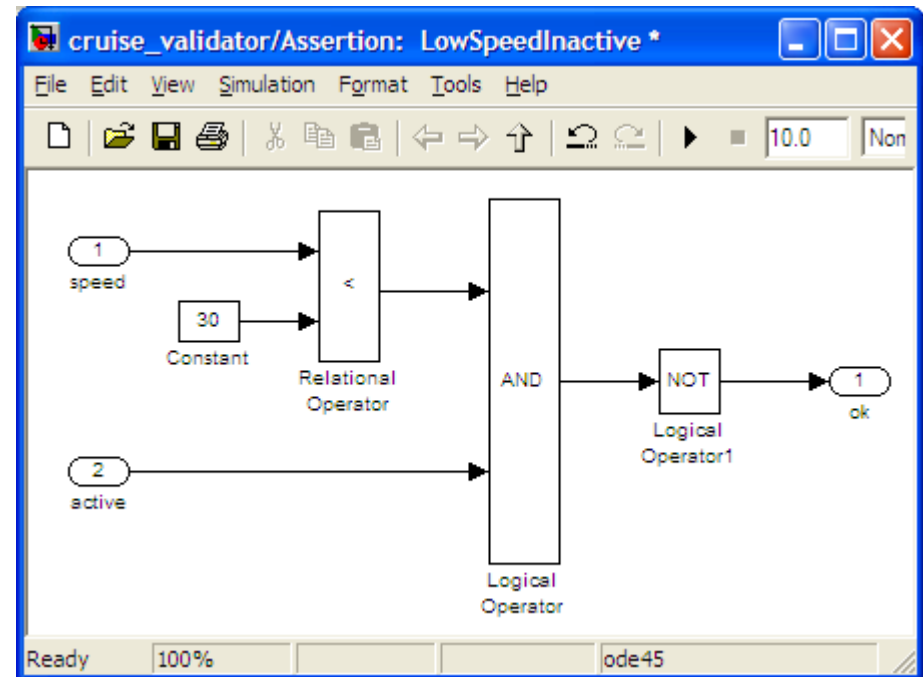 cruise_validator/Assertion: LowSpeedInactive *
File Edit View Simulation Format Tools Help
10.0 Nor
1
speed
30
Constant
<
Relational
Operator
2
active
AND
Logical
Operator
NOT
Logical
Operator1
1
ok
Ready 100% ode45